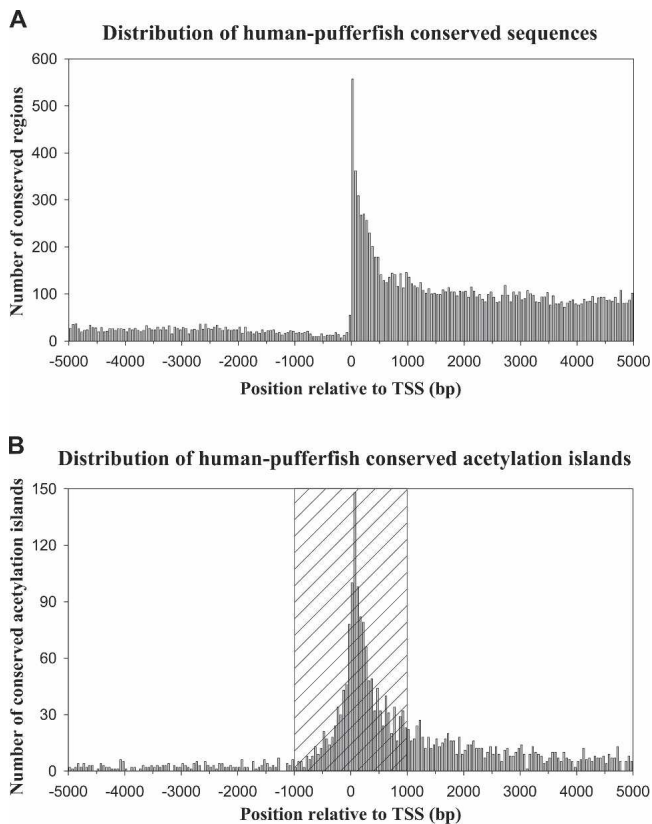 A
Distribution of human-pufferfish conserved sequences
600
500
400
300
200
100
0
Number of conserved regions
-5000 -4000 -3000 -2000 -1000 0 1000 2000 3000 4000 5000
Position relative to TSS (bp)
B
Distribution of human-pufferfish conserved acetylation islands
150
120
90
60
30
0
Number of conserved acetylation islands
-5000 -4000 -3000 -2000 -1000 0 1000 2000 3000 4000 5000
Position relative to TSS (bp)